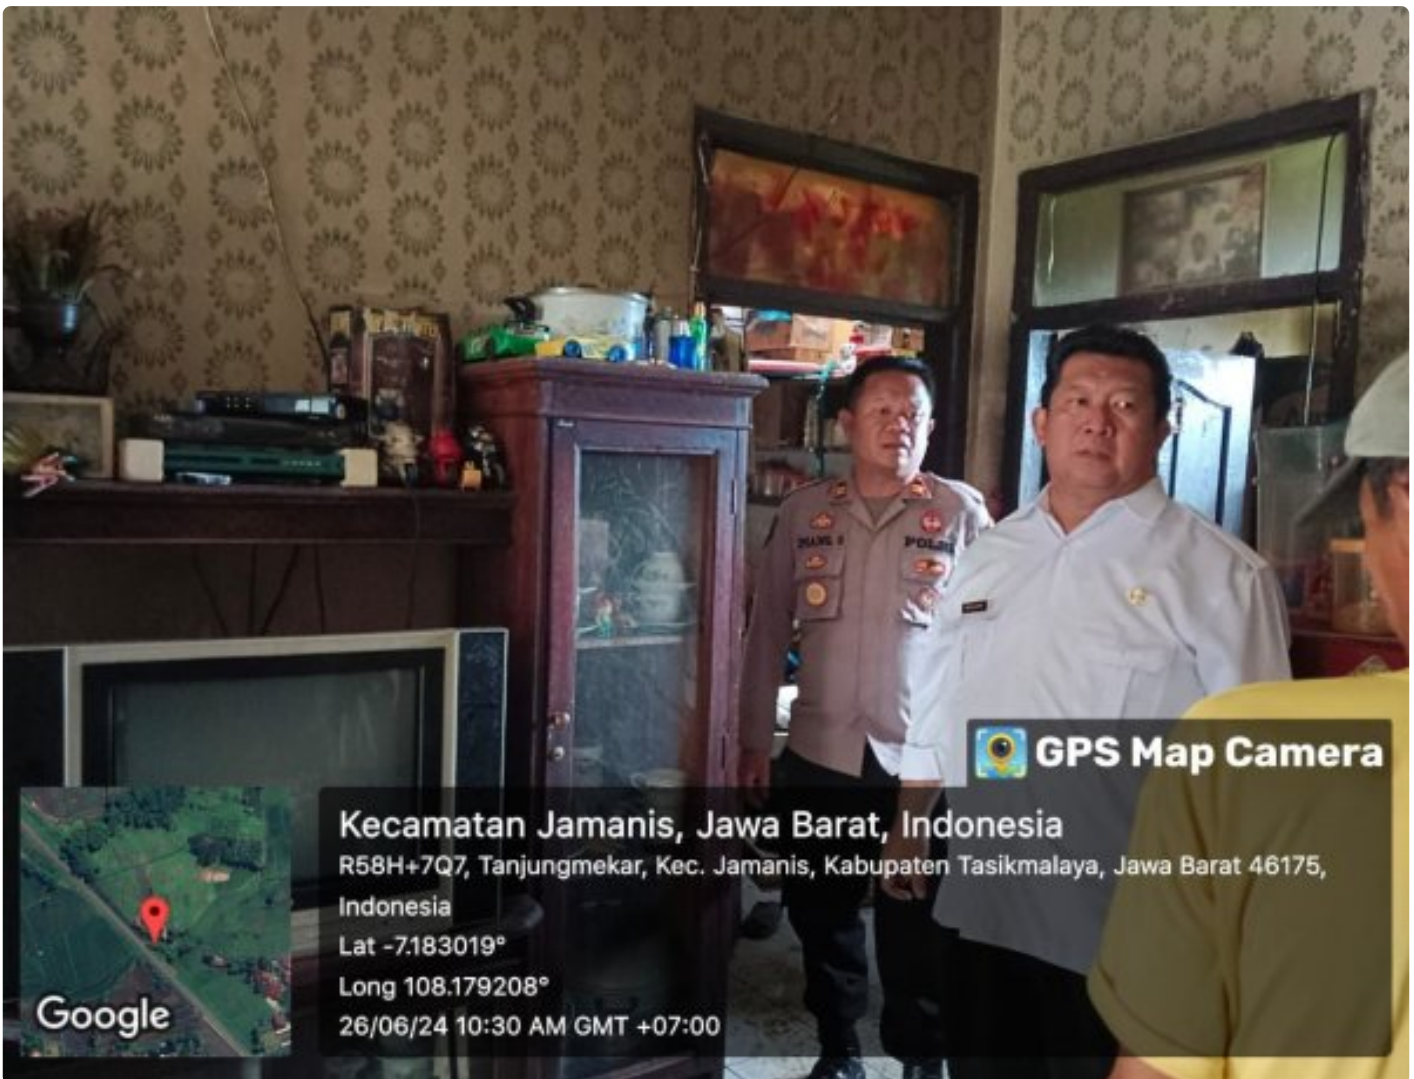 POLRI
GPS Map Camera
Kecamatan Jamanis, Jawa Barat, Indonesia
R58H+7Q7, Tanjungmekar, Kec. Jamanis, Kabupaten Tasikmalaya, Jawa Barat 46175,
Indonesia
Lat -7.183019°
Long 108.179208°
26/06/24 10:30 AM GMT +07:00
Google